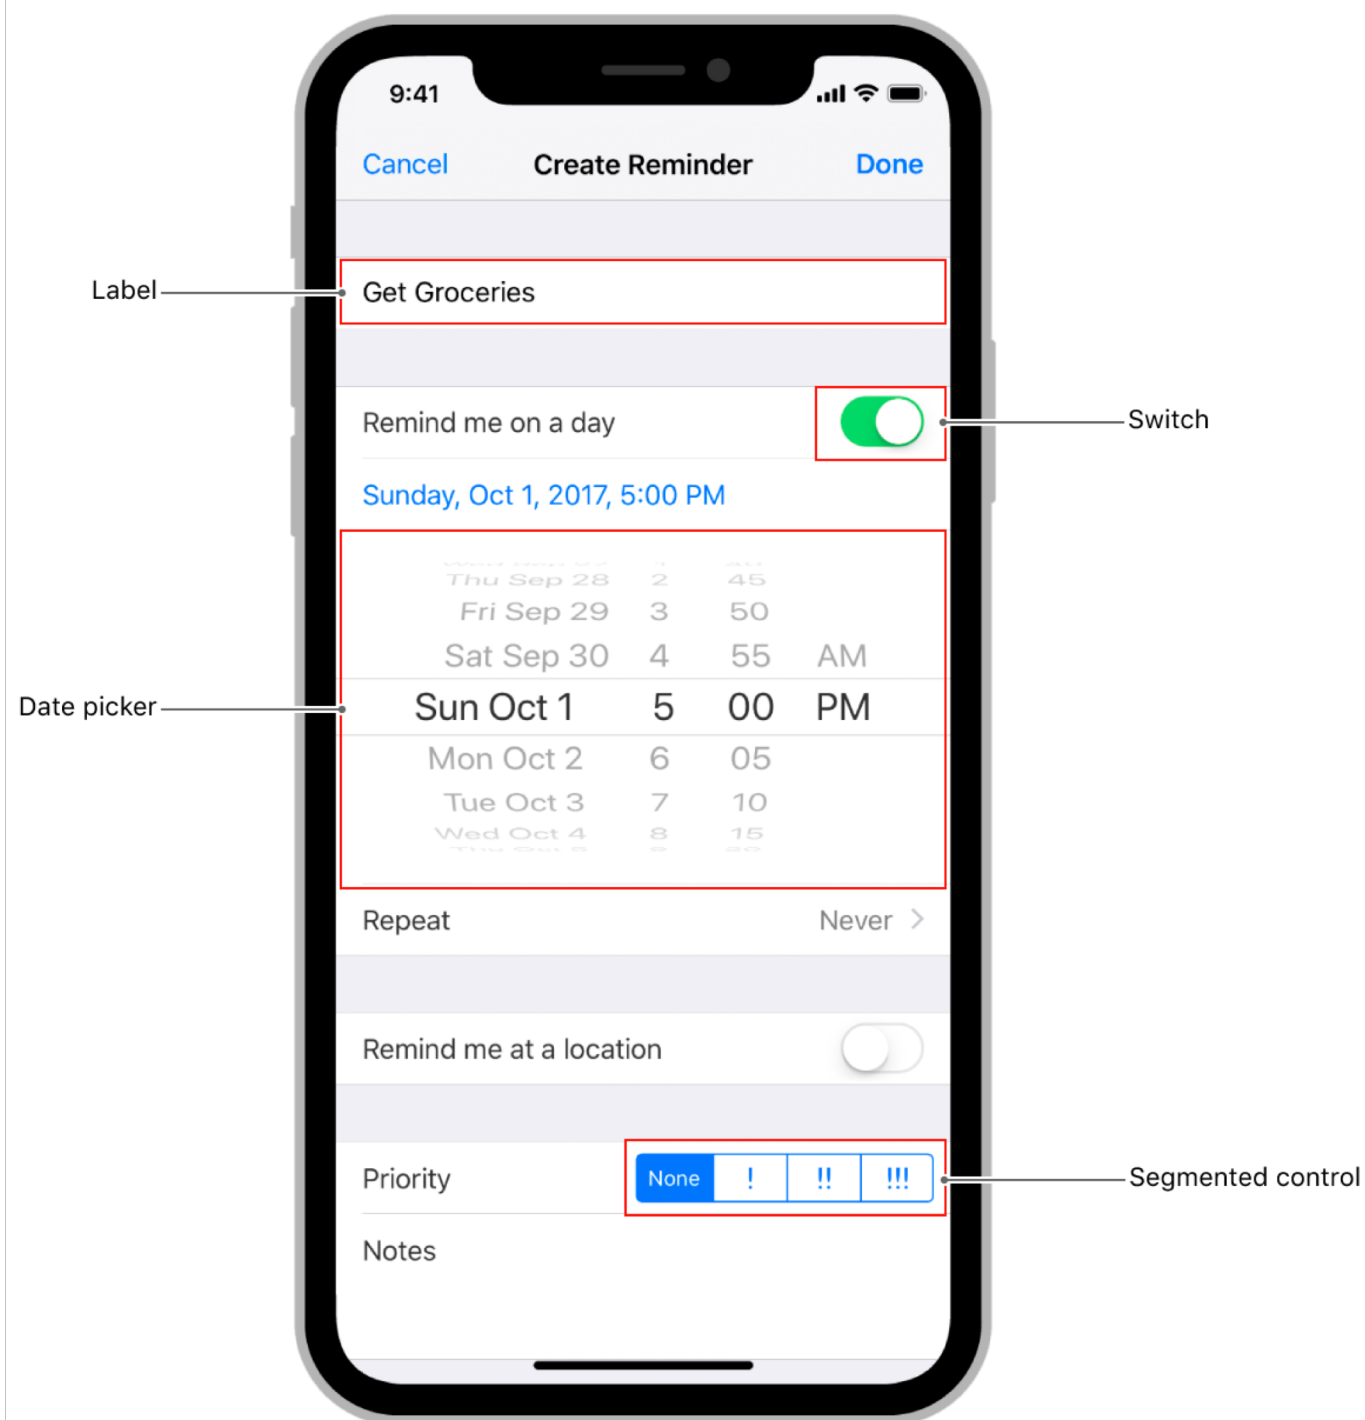 9:41
Cancel Create Reminder Done
Label
Get Groceries
Remind me on a day
Switch
Sunday, Oct 1, 2017, 5:00 PM
Thu Sep 28 2 45
Fri Sep 29 3 50
Sat Sep 30 4 55 AM
Date picker
Sun Oct 1 5 00 PM
Mon Oct 2 6 05
Tue Oct 3 7 10
Wed Oct 4 8 15
Repeat Never
Remind me at a location
Priority None ! !! !!!
Segmented control
Notes